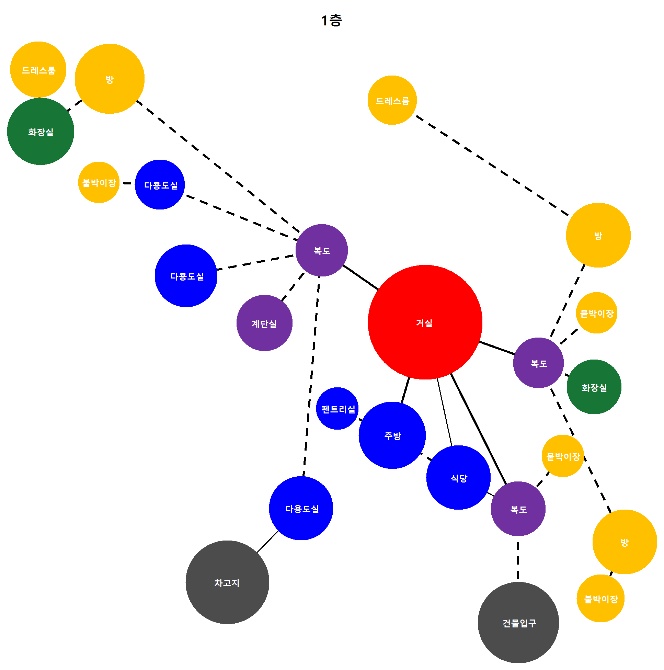 1층
드레스룸
방
화장실
붙박이장
다용도실
다용도실
계단실
복도
드레스룸
방
거실
붙박이장
복도
화장실
팬트리실
주방
식당
붙박이장
복도
다용도실
차고지
건물입구
방
붙박이장